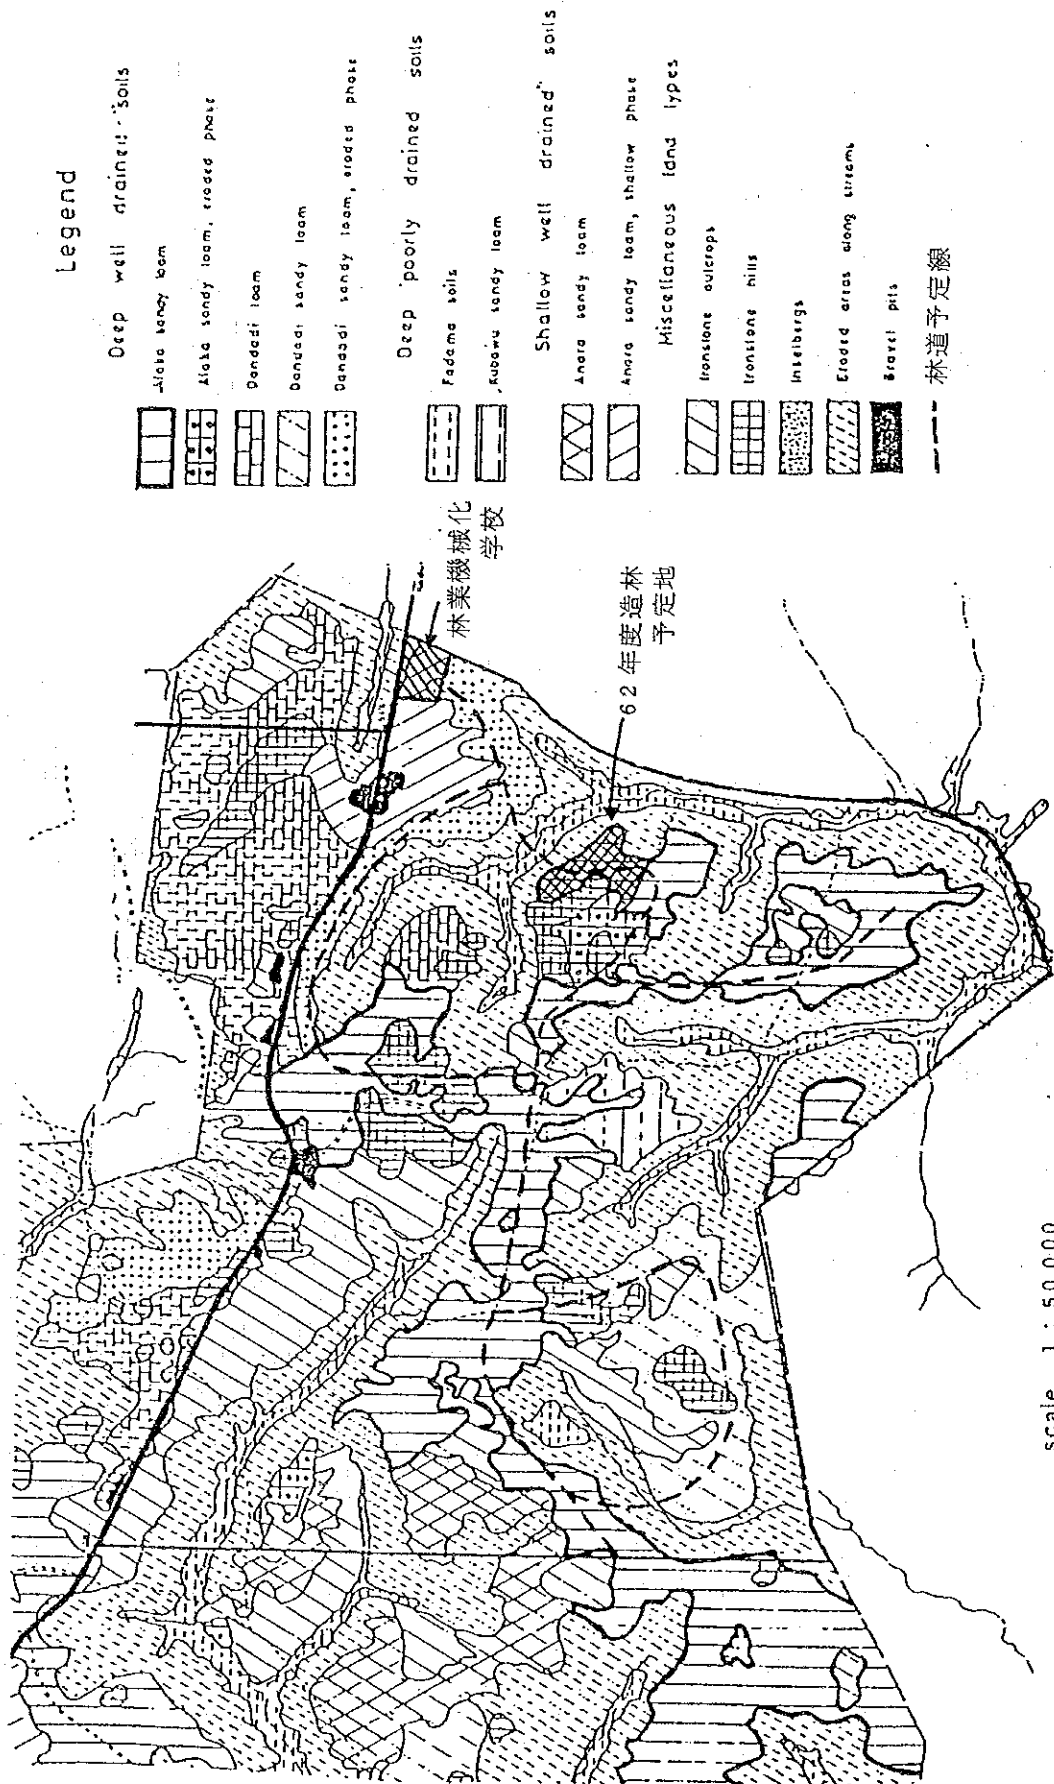 Legend
Deep well drained soils
Afaka sandy loam
Afaka sandy loam, eroded phase
Dandadi loam
Dandadi sandy loam
Dandadi sandy loam, eroded phase
Deep poorly drained soils
Fadama soils
Kubawa sandy loam
Shallow well drained soils
Anara sandy loam
Anara sandy loam, shallow phase
Miscellaneous land types
Ironstone outcrops
Ironstone hills
Inselbergs
Eroded areas along streams
Gravel pits
林道予定線
林業機械化
学校
62年度造林
予定地
scale 1:50,000